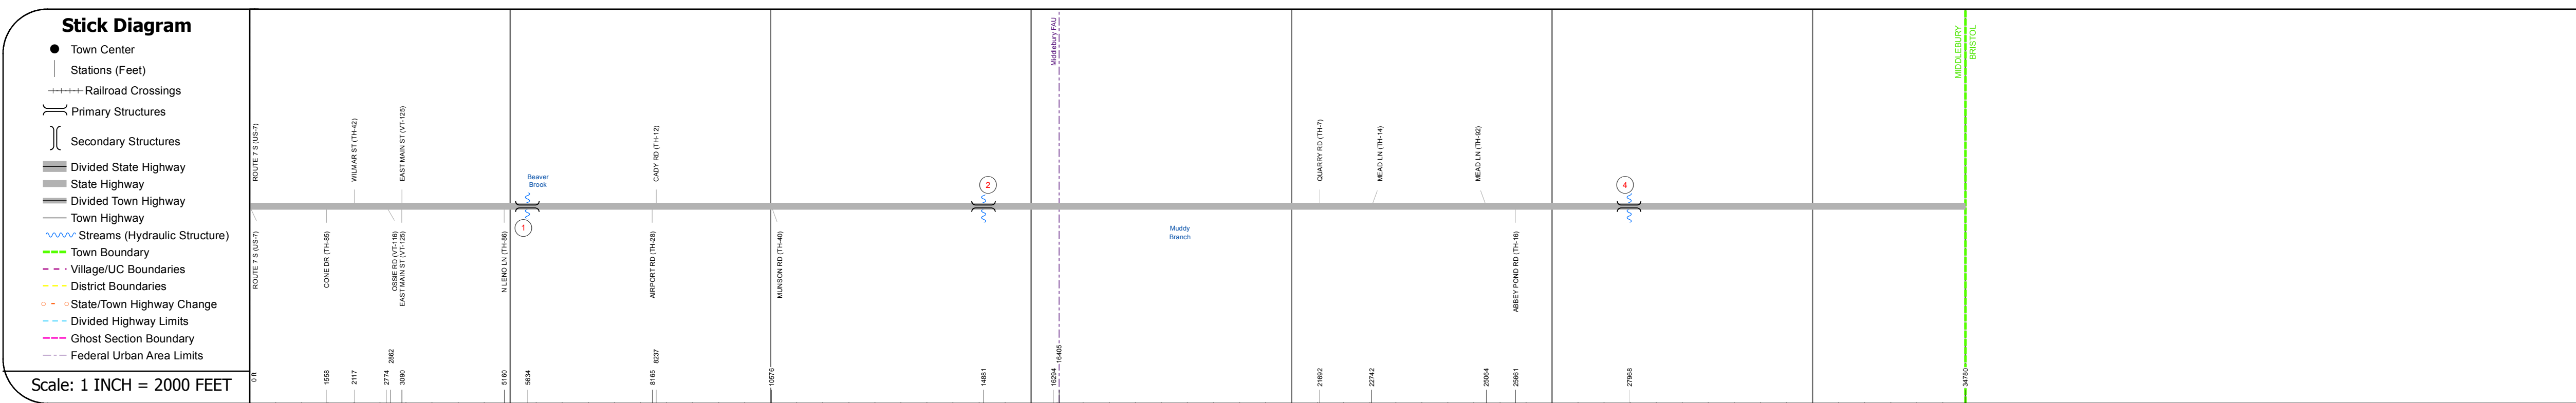 Stick Diagram
Town Center
Stations (Feet)
Railroad Crossings
Primary Structures
Secondary Structures
Divided State Highway
State Highway
Divided Town Highway
Town Highway
Streams (Hydraulic Structure)
Town Boundary
Village/UC Boundaries
District Boundaries
State/Town Highway Change
Divided Highway Limits
Ghost Section Boundary
Federal Urban Area Limits
Scale: 1 INCH = 2000 FEET
Middlebury FAU
MIDDLEBURY
BRISTOL
ROUTE 7 S (US-7)
WILMAR ST (TH-42)
EAST MAIN ST (VT-125)
CADY RD (TH-12)
QUARRY RD (TH-7)
MEAD LN (TH-14)
MEAD LN (TH-92)
Beaver
Brook
2
4
1
Muddy
Branch
ROUTE 7 S (US-7)
CONE DR (TH-85)
OSSIE RD (VT-116)
EAST MAIN ST (VT-125)
N LENO LN (TH-86)
AIRPORT RD (TH-28)
MUNSON RD (TH-40)
ABBEY POND RD (TH-16)
0 ft
1558
2117
2774
2862
3090
5160
5634
8165
8237
10576
14881
16294
16405
21692
22742
25064
25661
27968
34780